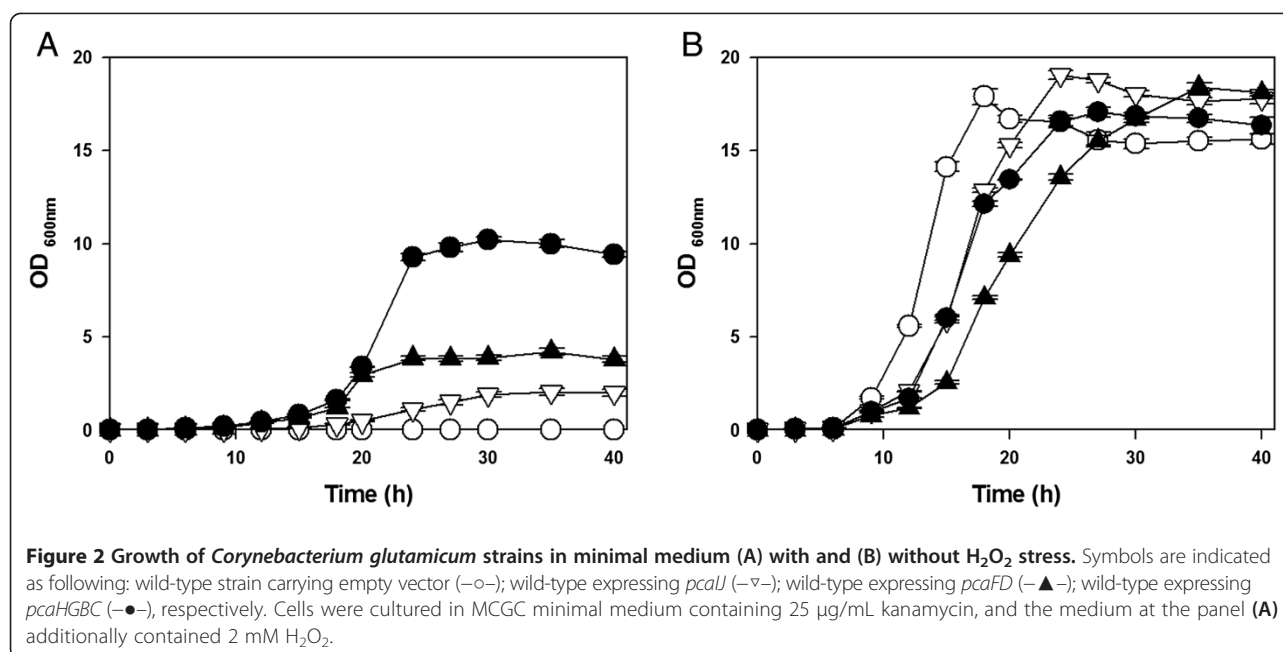 A
B
20
15
10
5
0
OD 600nm
0
10
20
30
40
Time (h)
20
15
10
5
0
OD 600nm
0
10
20
30
40
Time (h)
Figure 2 Growth of Corynebacterium glutamicum strains in minimal medium (A) with and (B) without H₂O₂ stress. Symbols are indicated
as following: wild-type strain carrying empty vector (–○–); wild-type expressing pcaIJ (–▿–); wild-type expressing pcaFD (–▲–); wild-type expressing
pcaHGBC (–●–), respectively. Cells were cultured in MCGC minimal medium containing 25 μg/mL kanamycin, and the medium at the panel (A)
additionally contained 2 mM H₂O₂.